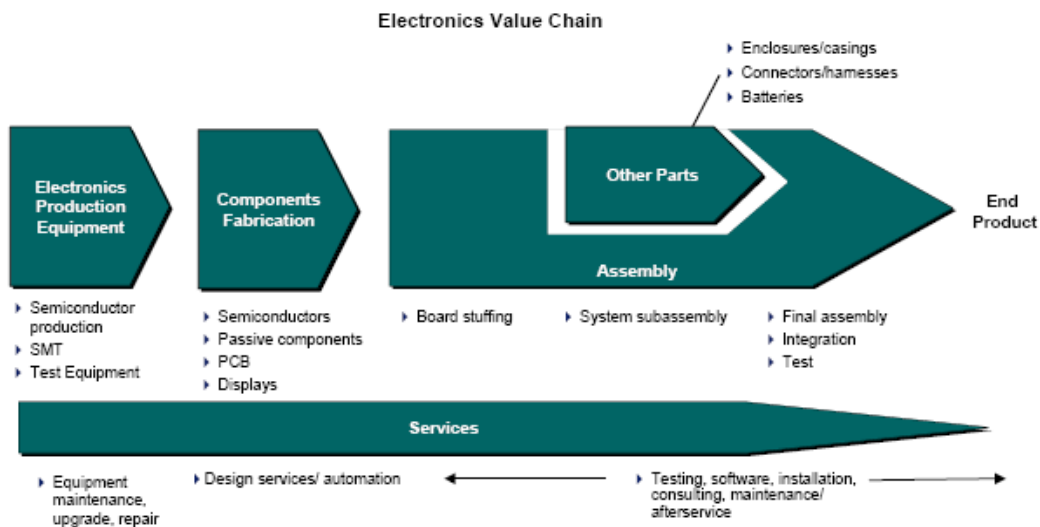 Electronics Value Chain
Enclosures/casings
Connectors/harnesses
Batteries
Electronics
Production
Equipment
Components
Fabrication
Other Parts
End
Product
Assembly
Semiconductor
production
SMT
Test Equipment
Semiconductors
Passive components
PCB
Displays
Board stuffing
System subassembly
Final assembly
Integration
Test
Services
Equipment
maintenance,
upgrade, repair
Design services/ automation
Testing, software, installation,
consulting, maintenance/
afterservice